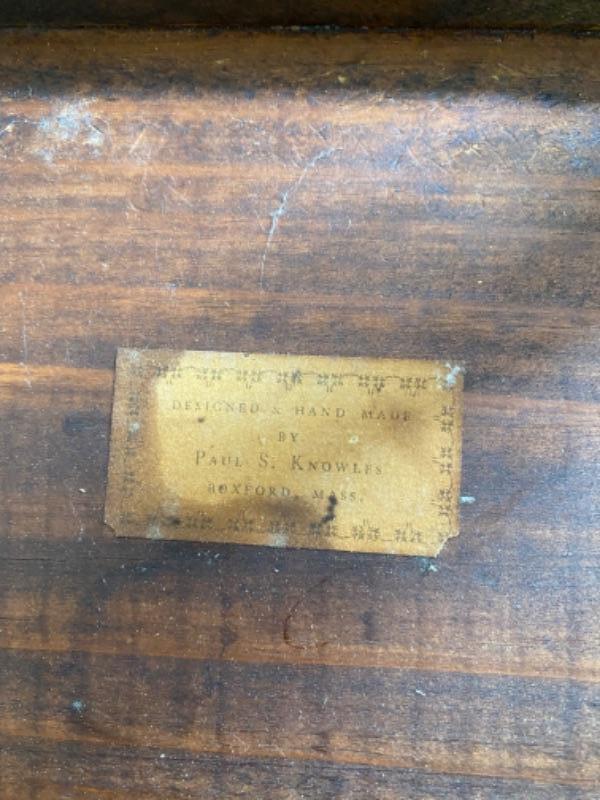 DESIGNED & HAND MADE
BY
PAUL S. KNOWLES
BOXFORD, MASS.